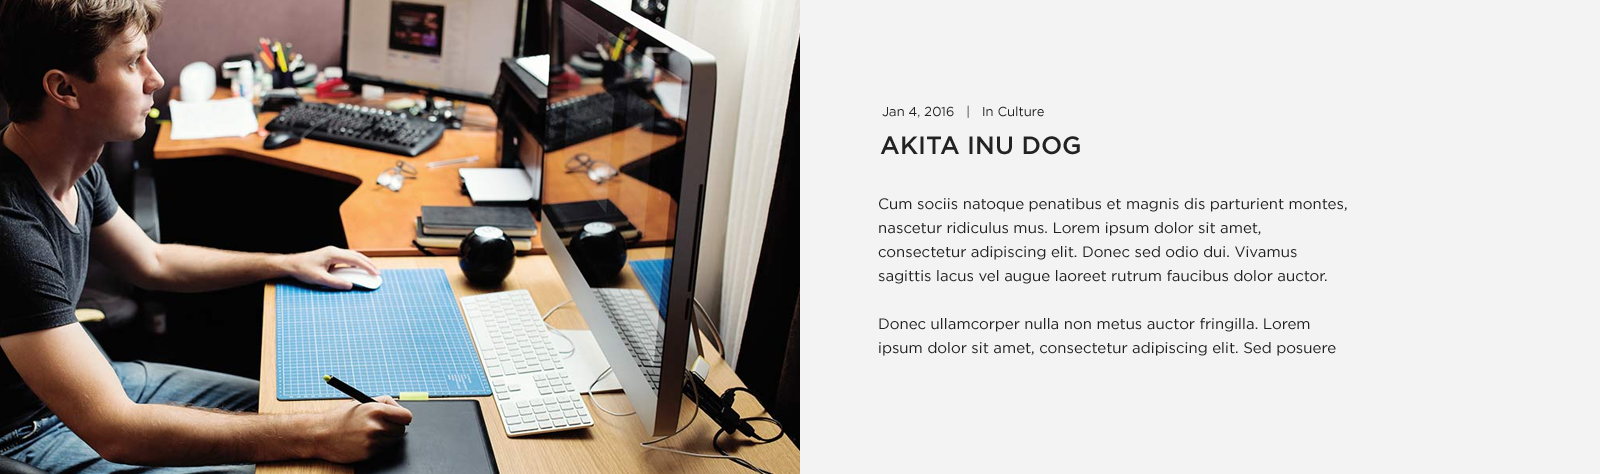 Jan 4, 2016 | In Culture
AKITA INU DOG
Cum sociis natoque penatibus et magnis dis parturient montes,
nascetur ridiculus mus. Lorem ipsum dolor sit amet,
consectetur adipiscing elit. Donec sed odio dui. Vivamus
sagittis lacus vel augue laoreet rutrum faucibus dolor auctor.
Donec ullamcorper nulla non metus auctor fringilla. Lorem
ipsum dolor sit amet, consectetur adipiscing elit. Sed posuere